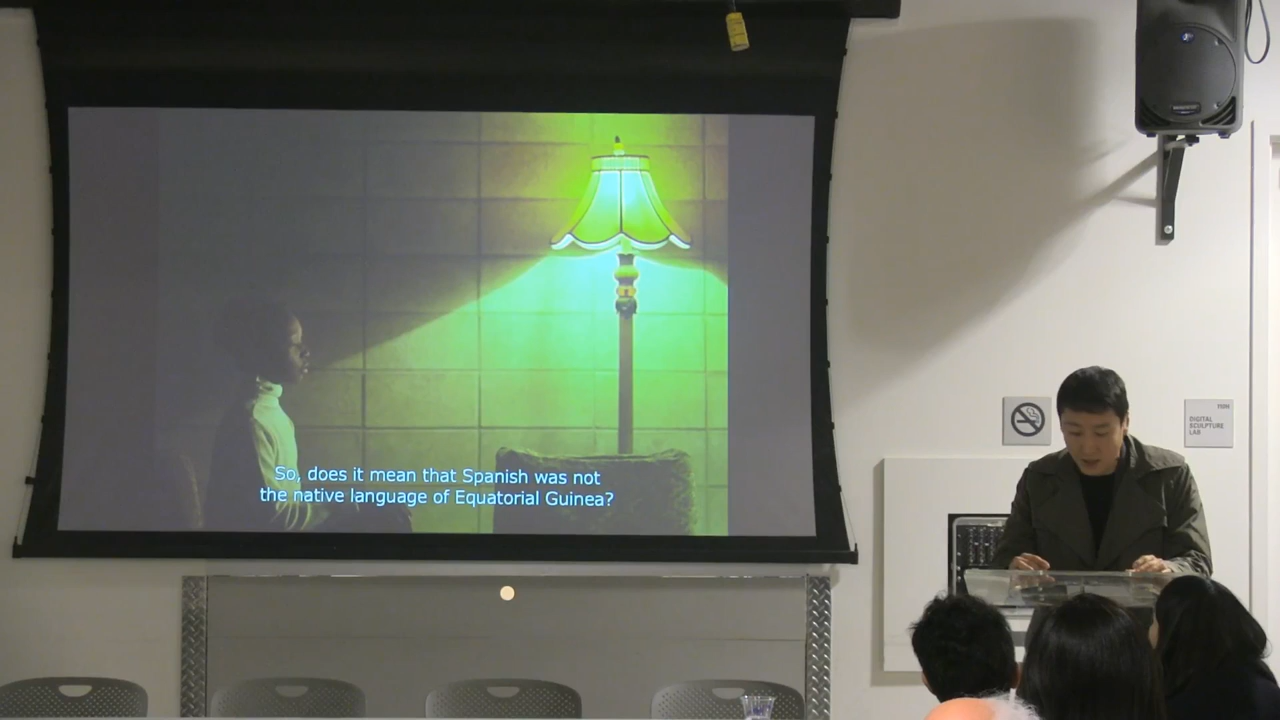 So, does it mean that Spanish was not
the native language of Equatorial Guinea?
DIGITAL
SCULPTURE
LAB